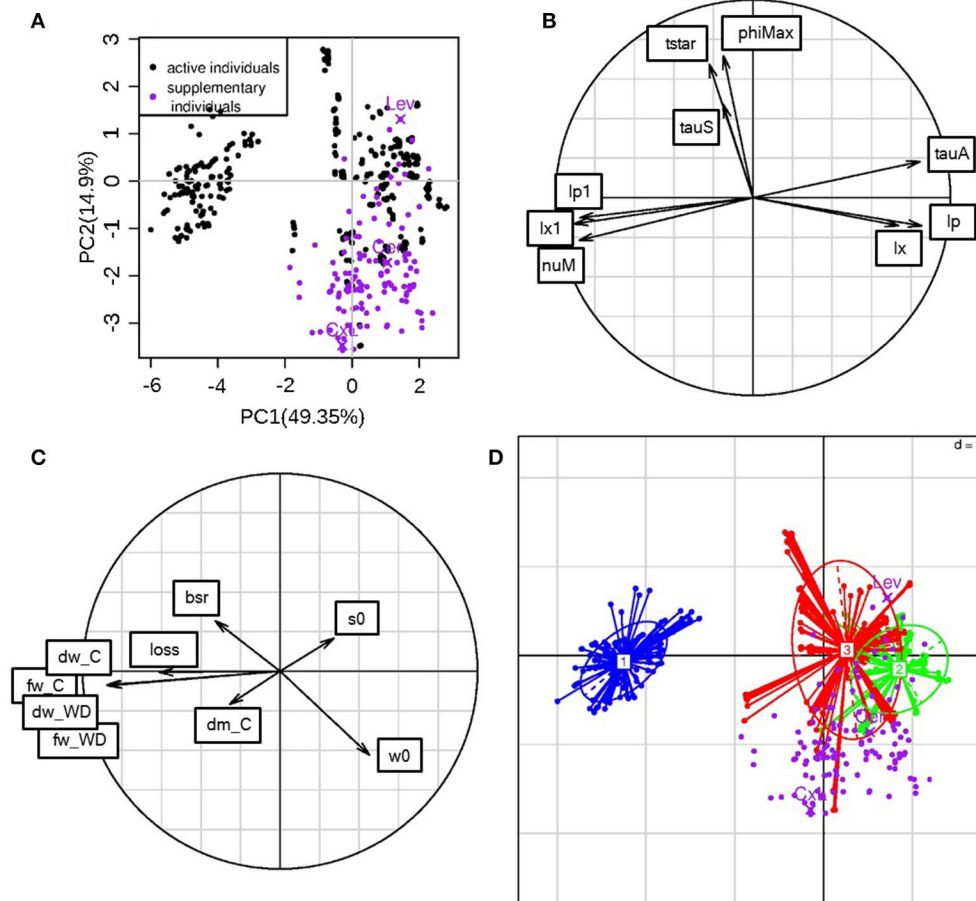 A
active individuals
supplementary
individuals
3
2
1
0
-1
-2
-3
PC2(14.9%)
-6
-4
-2
0
2
PC1(49.35%)
Lev
B
tstar
phiMax
tauS
tauA
lp1
lx1
nuM
lp
lx
C
bsr
s0
loss
dw_C
fw_C
dw_WD
fw_WD
dm_C
w0
D
d =
Lev
1
3
2